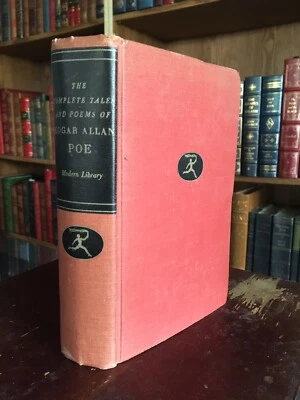 THE
COMPLETE TALES
AND POEMS OF
EDGAR ALLAN
POE
Modern Library